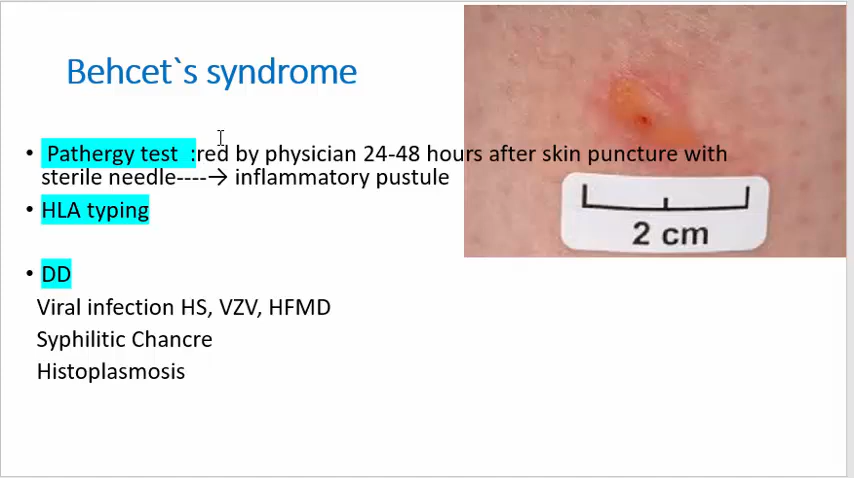 Behcet`s syndrome
• Pathergy test :red by physician 24-48 hours after skin puncture with
sterile needle----→ inflammatory pustule
• HLA typing
• DD
Viral infection HS, VZV, HFMD
Syphilitic Chancre
Histoplasmosis
2 cm